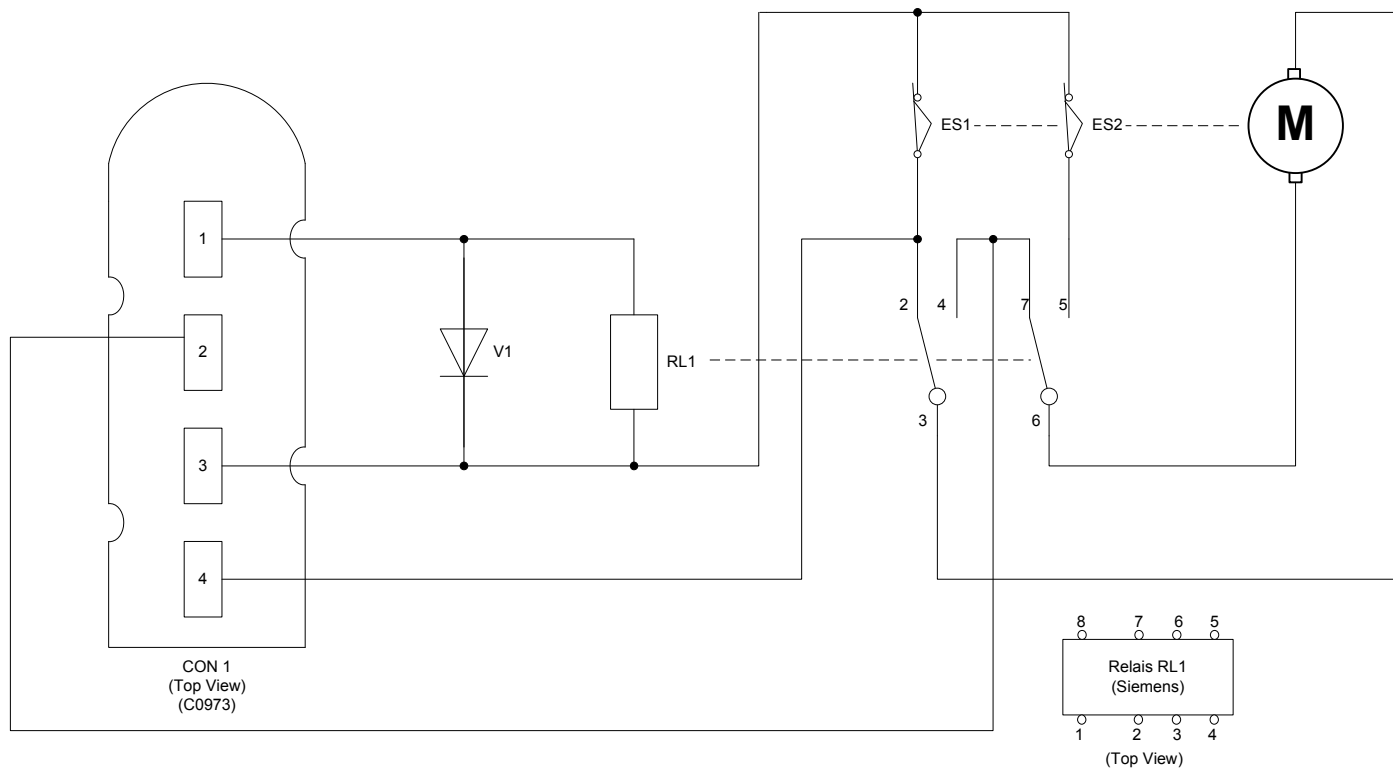 ES1
ES2
M
1
2
3
4
V1
RL1
2
4
7
5
3
6
CON 1
(Top View)
(C0973)
8
7
6
5
Relais RL1
(Siemens)
1
2
3
4
(Top View)